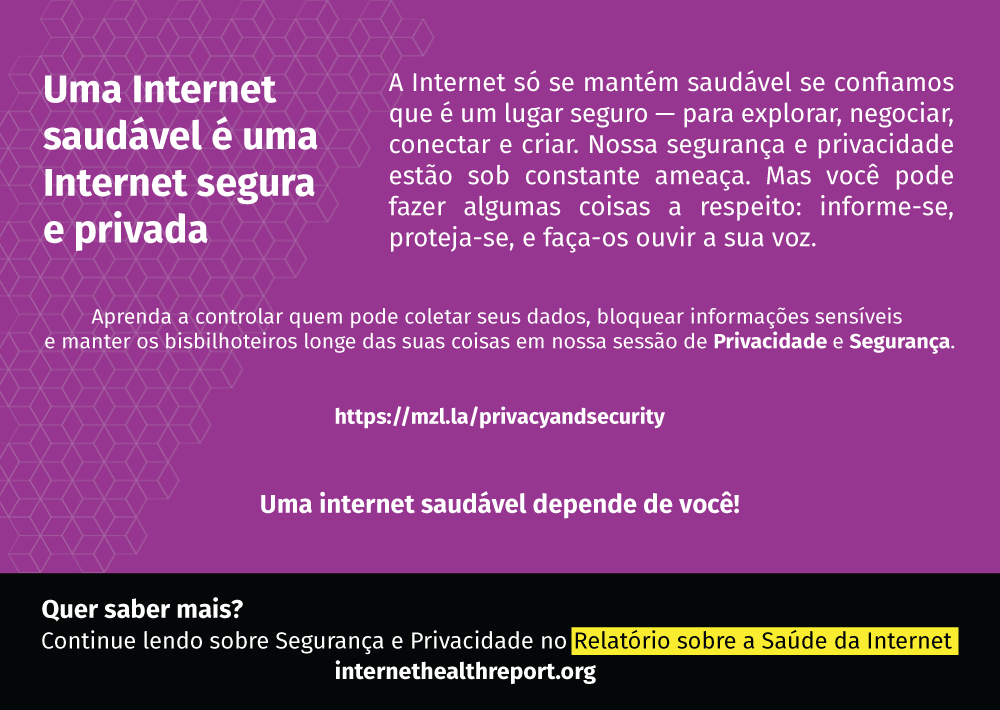 Uma Internet
saudável é uma
Internet segura
e privada
A Internet só se mantém saudável se confiamos
que é um lugar seguro — para explorar, negociar,
conectar e criar. Nossa segurança e privacidade
estão sob constante ameaça. Mas você pode
fazer algumas coisas a respeito: informe-se,
proteja-se, e faça-os ouvir a sua voz.
Aprenda a controlar quem pode coletar seus dados, bloquear informações sensíveis
e manter os bisbilhoteiros longe das suas coisas em nossa sessão de Privacidade e Segurança.
https://mzl.la/privacyandsecurity
Uma internet saudável depende de você!
Quer saber mais?
Continue lendo sobre Segurança e Privacidade no Relatório sobre a Saúde da Internet
internethealthreport.org